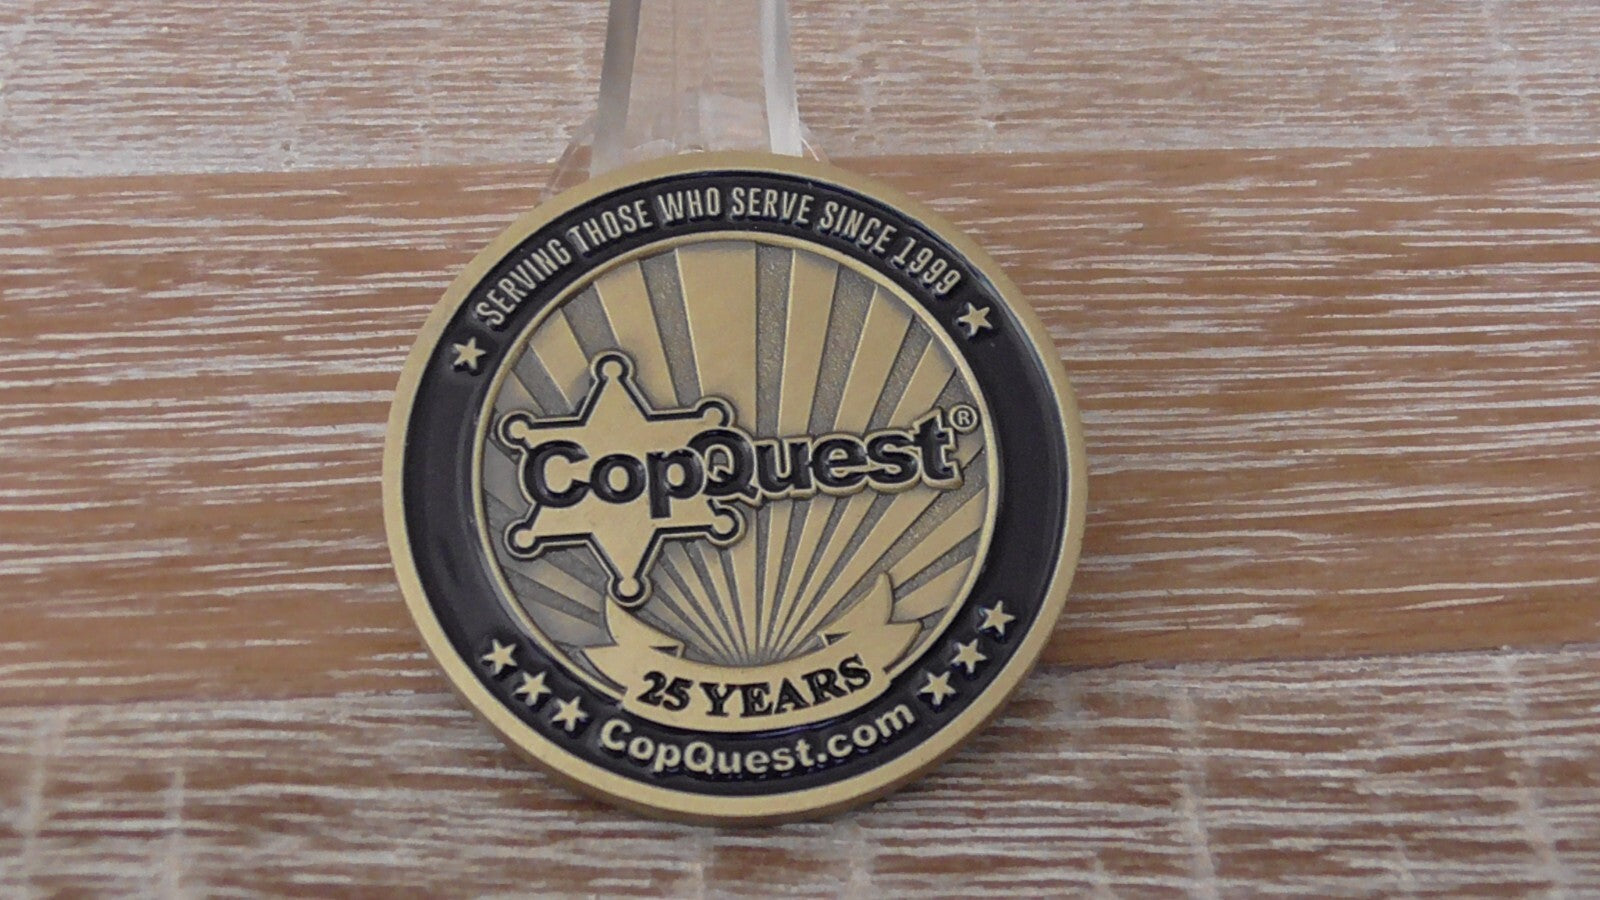 SERVING THOSE WHO SERVE SINCE 1999
CopQuest®
25 YEARS
CopQuest.com